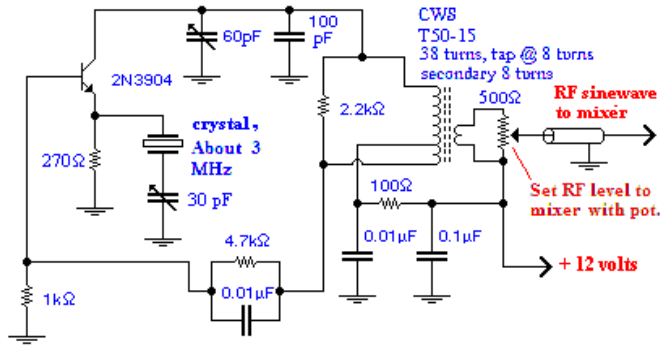 CWS
T50-15
38 turns, tap @ 8 turns
secondary 8 turns
60pF
100
pF
2N3904
RF sinewave
to mixer
500Ω
2.2kΩ
crystal,
About 3
MHz
270Ω
30 pF
100Ω
Set RF level to
mixer with pot.
0.01µF
0.1µF
4.7kΩ
0.01µF
+ 12 volts
1kΩ